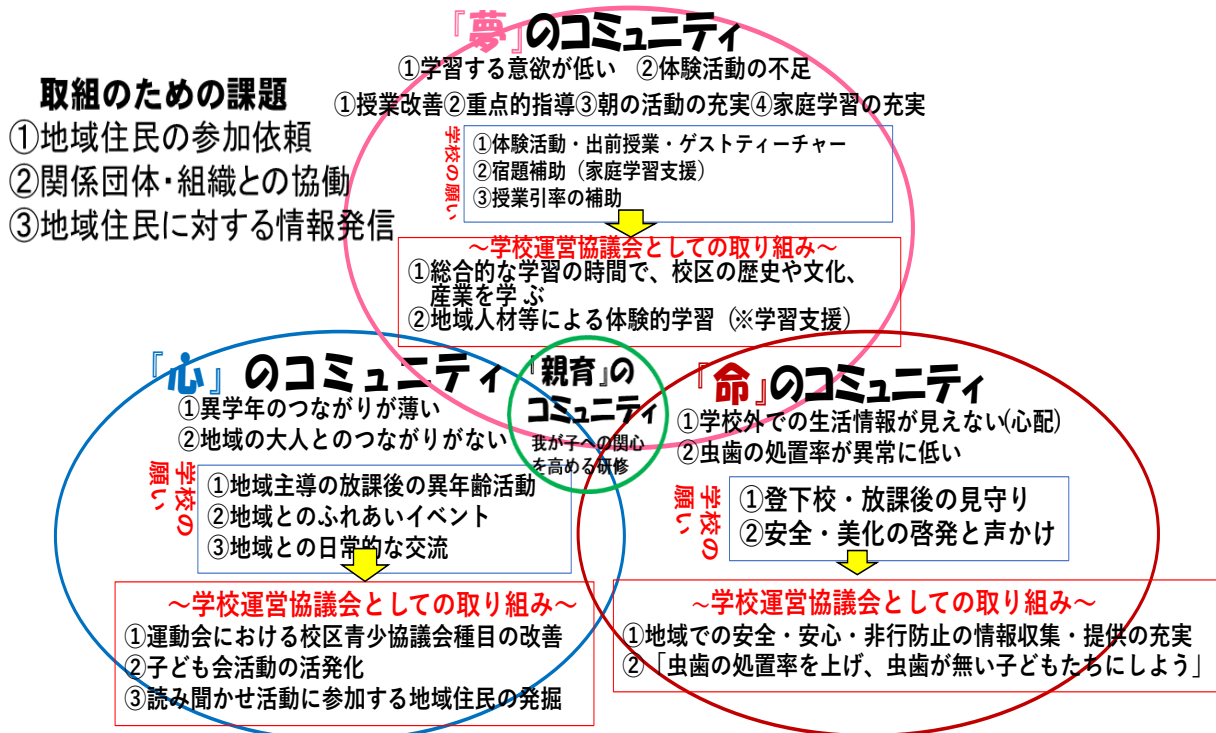 『夢』のコミュニティ
①学習する意欲が低い　②体験活動の不足
①授業改善②重点的指導③朝の活動の充実④家庭学習の充実
取組のための課題
①地域住民の参加依頼
②関係団体・組織との協働
③地域住民に対する情報発信
学校の願い
①体験活動・出前授業・ゲストティーチャー
②宿題補助（家庭学習支援）
③授業引率の補助
～学校運営協議会としての取り組み～
①総合的な学習の時間で、校区の歴史や文化、
産業を学 ぶ
②地域人材等による体験的学習（※学習支援）
『心』のコミュニティ
①異学年のつながりが薄い
②地域の大人とのつながりがない
学校の
願い
①地域主導の放課後の異年齢活動
②地域とのふれあいイベント
③地域との日常的な交流
～学校運営協議会としての取り組み～
①運動会における校区青少協議会種目の改善
②子ども会活動の活発化
③読み聞かせ活動に参加する地域住民の発掘
『親育』の
コミュニティ
我が子への関心
を高める研修
『命』のコミュニティ
①学校外での生活情報が見えない(心配)
②虫歯の処置率が異常に低い
学校の
願い
①登下校・放課後の見守り
②安全・美化の啓発と声かけ
～学校運営協議会としての取り組み～
①地域での安全・安心・非行防止の情報収集・提供の充実
②「虫歯の処置率を上げ、虫歯が無い子どもたちにしよう」